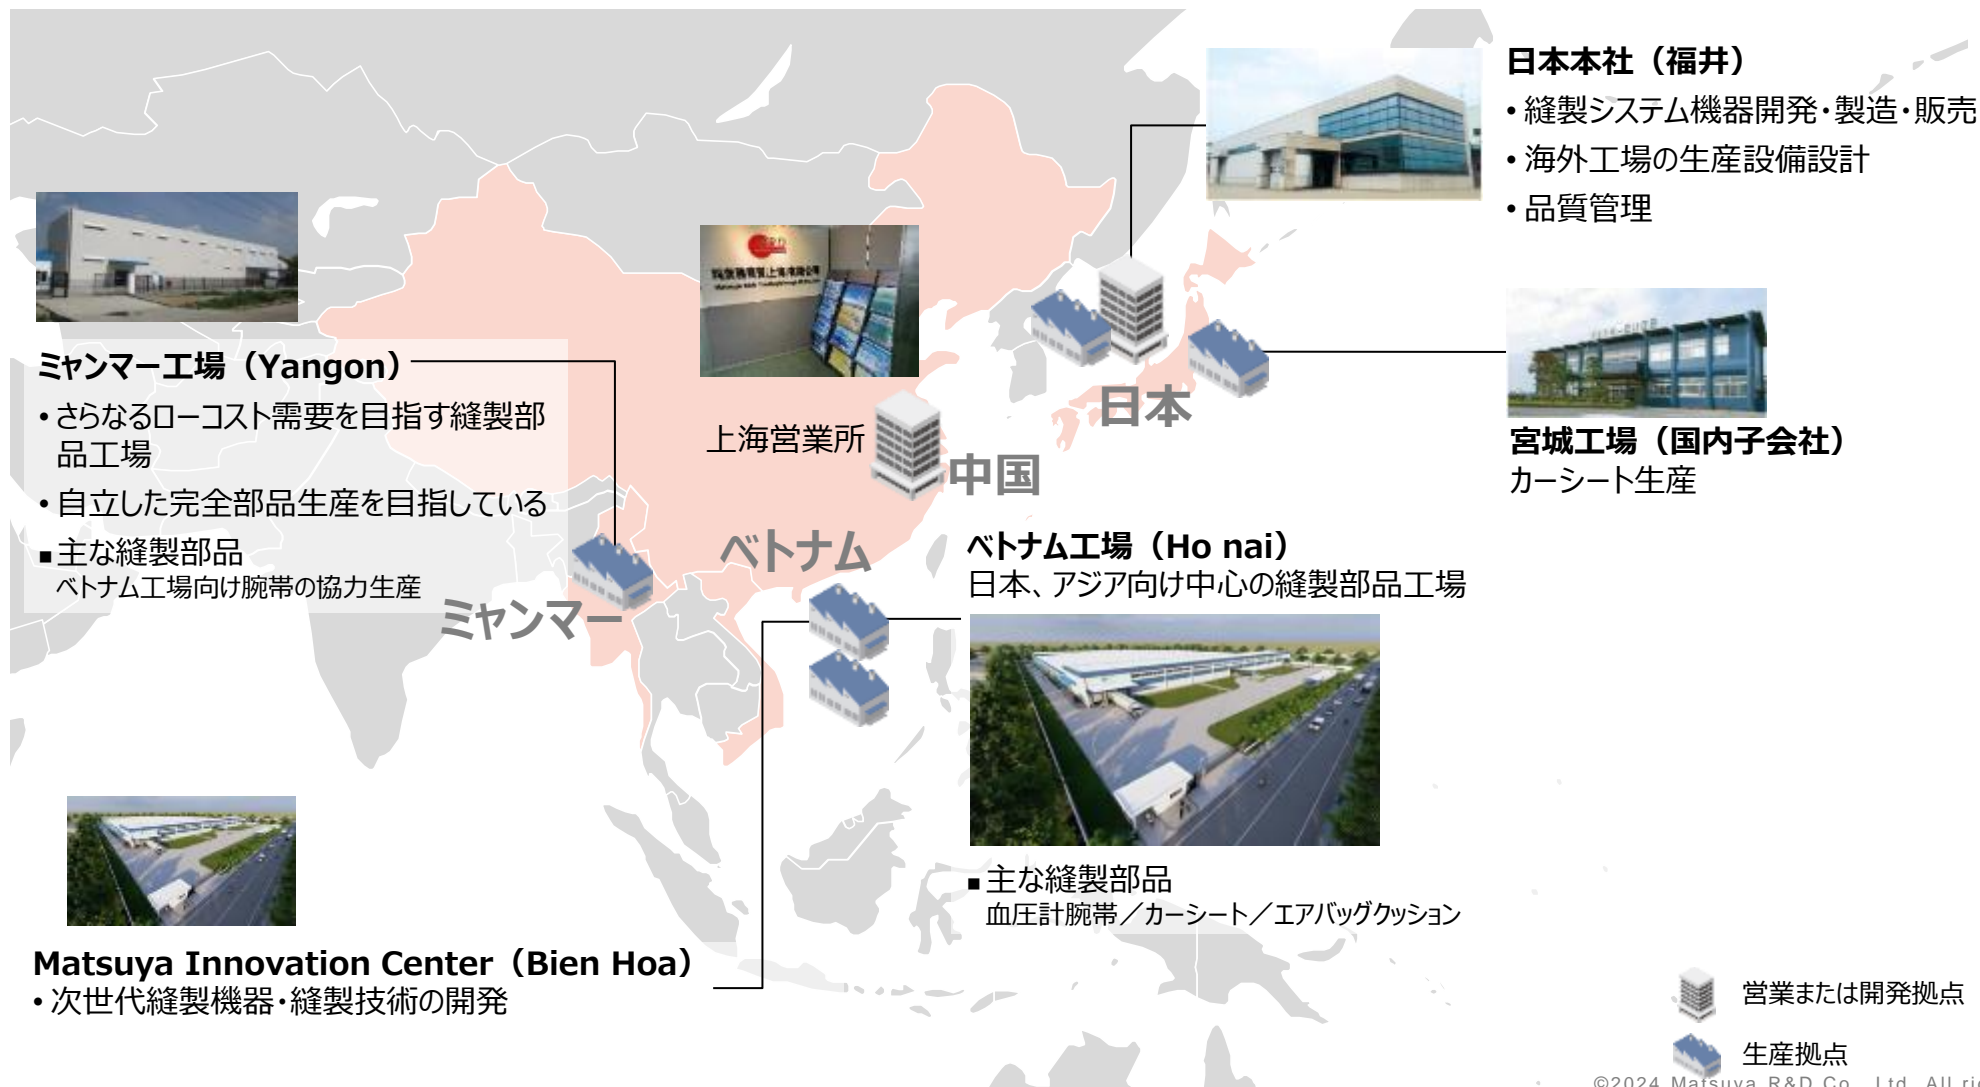 日本本社（福井）
• 縫製システム機器開発・製造・販売
• 海外工場の生産設備設計
• 品質管理
ミャンマー工場（Yangon）
• さらなるローコスト需要を目指す縫製部
品工場
• 自立した完全部品生産を目指している
■ 主な縫製部品
ベトナム工場向け腕帯の協力生産
上海営業所
中国
日本
宮城工場（国内子会社）
カーシート生産
ベトナム
ミャンマー
ベトナム工場（Ho nai）
日本、アジア向け中心の縫製部品工場
■ 主な縫製部品
血圧計腕帯／カーシート／エアバッグクッション
Matsuya Innovation Center（Bien Hoa）
• 次世代縫製機器・縫製技術の開発
営業または開発拠点
生産拠点
©2024 Matsuya R&D Co., Ltd. All ri